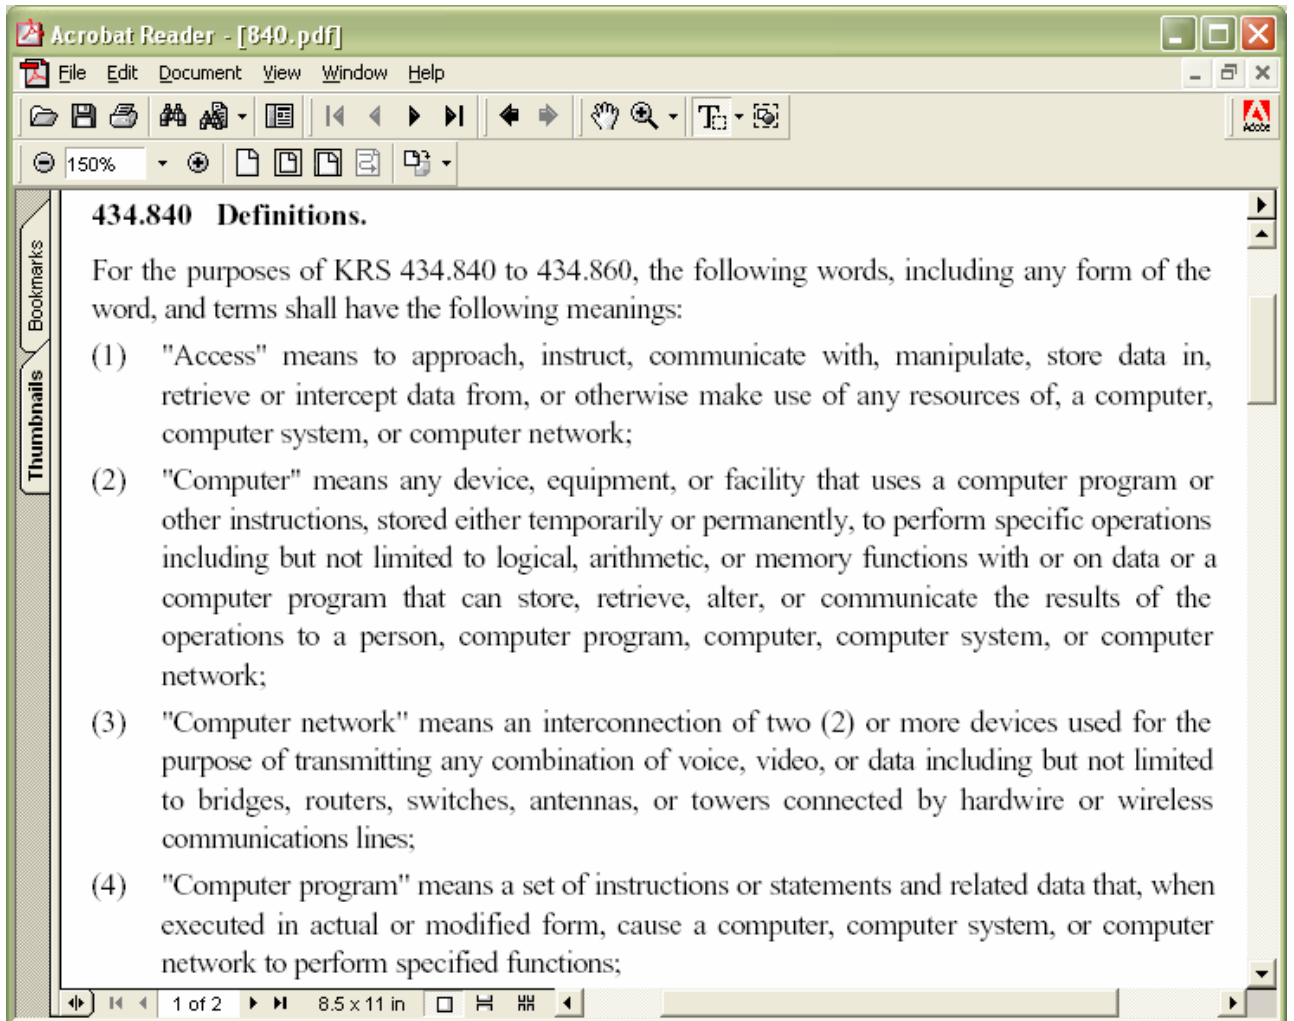 Acrobat Reader - [840.pdf]
File Edit Document View Window Help
Adobe
150%
Bookmarks
Thumbnails
434.840 Definitions.
For the purposes of KRS 434.840 to 434.860, the following words, including any form of the
word, and terms shall have the following meanings:
(1) "Access" means to approach, instruct, communicate with, manipulate, store data in,
retrieve or intercept data from, or otherwise make use of any resources of, a computer,
computer system, or computer network;
(2) "Computer" means any device, equipment, or facility that uses a computer program or
other instructions, stored either temporarily or permanently, to perform specific operations
including but not limited to logical, arithmetic, or memory functions with or on data or a
computer program that can store, retrieve, alter, or communicate the results of the
operations to a person, computer program, computer, computer system, or computer
network;
(3) "Computer network" means an interconnection of two (2) or more devices used for the
purpose of transmitting any combination of voice, video, or data including but not limited
to bridges, routers, switches, antennas, or towers connected by hardwire or wireless
communications lines;
(4) "Computer program" means a set of instructions or statements and related data that, when
executed in actual or modified form, cause a computer, computer system, or computer
network to perform specified functions;
1 of 2 8.5 x 11 in